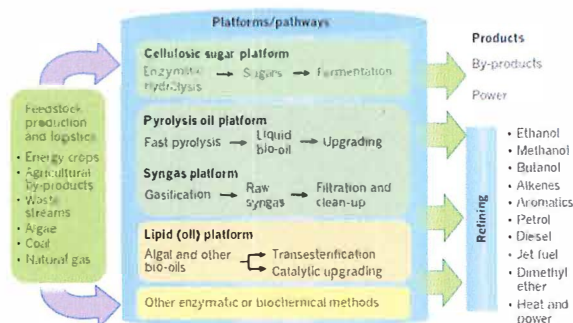 Platforms/pathways
Cellulosic sugar platform
Enzymatic → Sugars → Fermentation
hydrolysis
Pyrolysis oil platform
Fast pyrolysis → Liquid → Upgrading
bio-oil
Syngas platform
Gasification → Raw → Filtration and
syngas clean-up
Lipid (oil) platform
Algal and other Transesterification
bio-oils Catalytic upgrading
Other enzymatic or biochemical methods
Feedstock
production
and logistics
• Energy crops
• Agricultural
by-products
• Waste
streams
• Algae
• Coal
• Natural gas
Products
By-products
Power
Refining
• Ethanol
• Methanol
• Butanol
• Alkenes
• Aromatics
• Petrol
• Diesel
• Jet fuel
• Dimethyl
ether
• Heat and
power